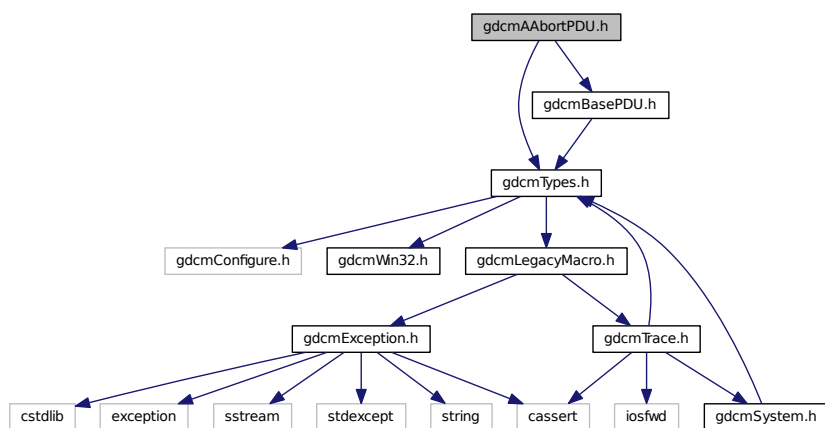 gdcmAAbortPDU.h
gdcmBasePDU.h
gdcmTypes.h
gdcmConfigure.h
gdcmWin32.h
gdcmLegacyMacro.h
gdcmException.h
gdcmTrace.h
cstdlib
exception
sstream
stdexcept
string
cassert
iosfwd
gdcmSystem.h